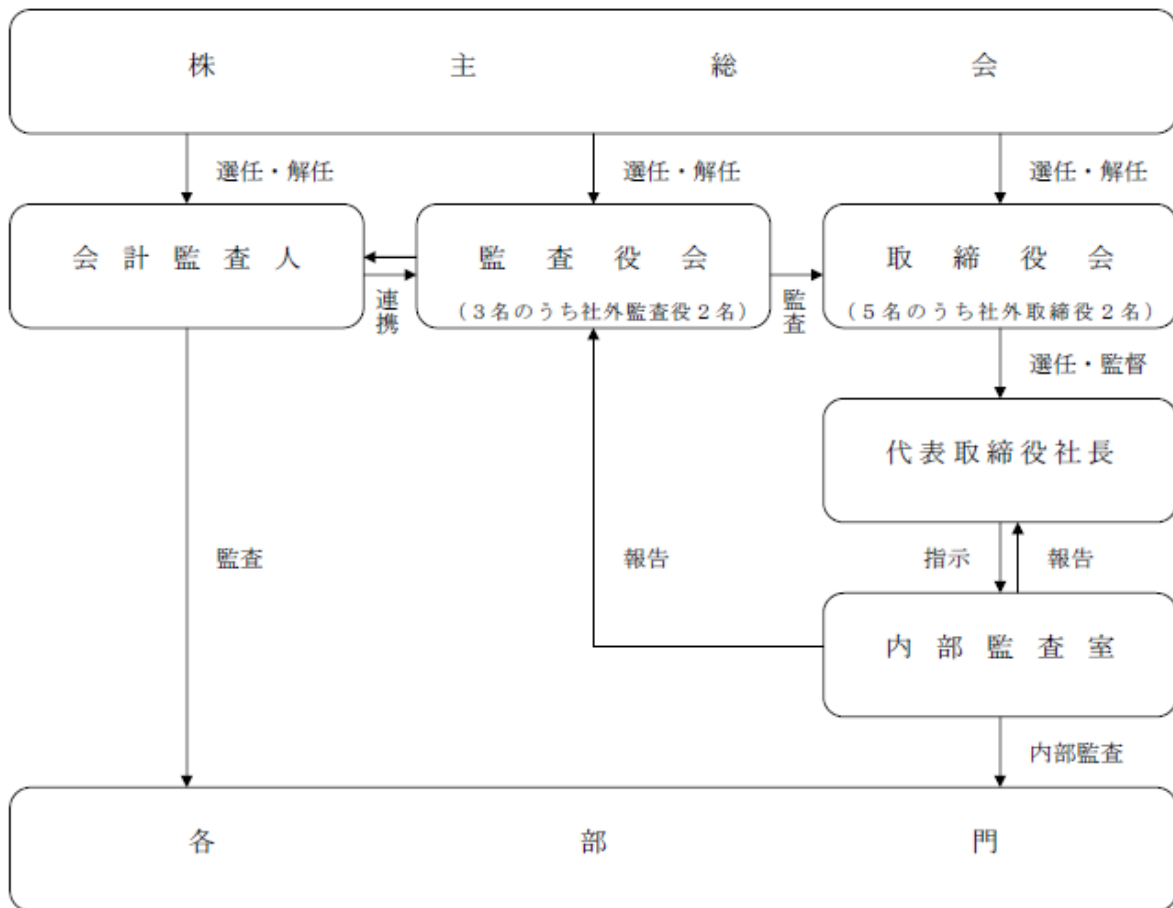 株主総会
選任・解任
選任・解任
選任・解任
会計監査人
監査役会
取締役会
連携
監査
(3名のうち社外監査役2名)
(5名のうち社外取締役2名)
選任・監督
代表取締役社長
監査
報告
指示
報告
内部監査室
内部監査
各部門